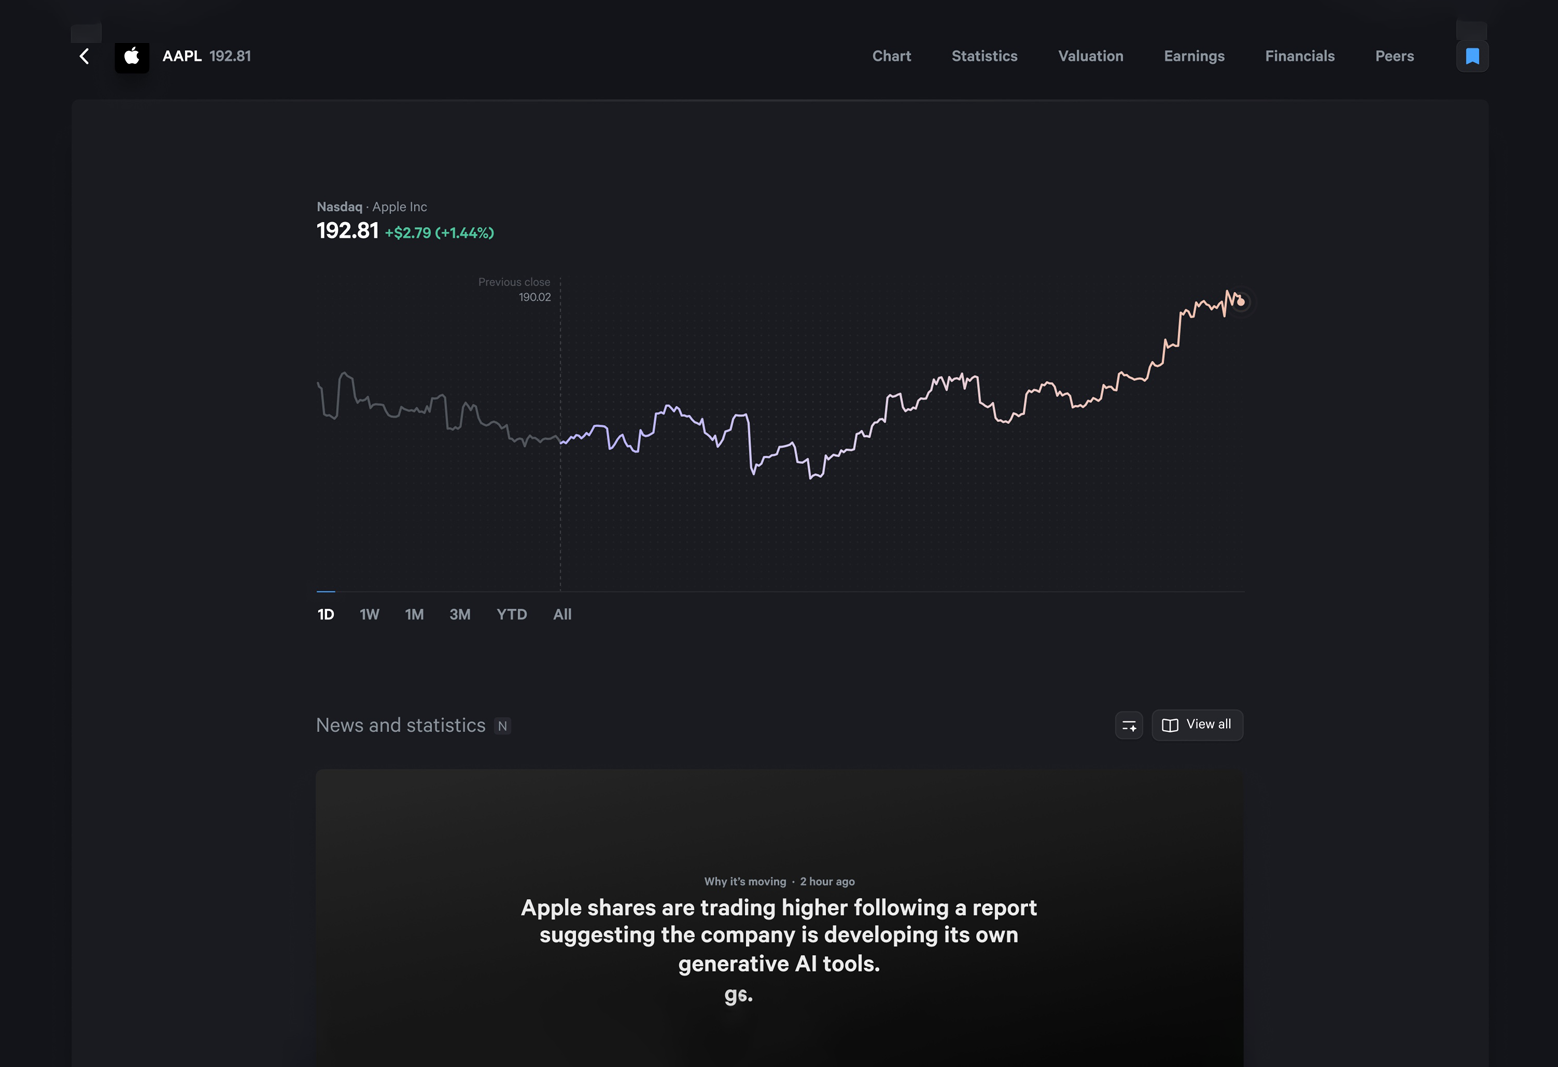 AAPL 192.81
Chart
Statistics
Valuation
Earnings
Financials
Peers
Nasdaq · Apple Inc
192.81 +$2.79 (+1.44%)
Previous close
190.02
1D
1W
1M
3M
YTD
All
News and statistics N
View all
Why it's moving · 2 hour ago
Apple shares are trading higher following a report
suggesting the company is developing its own
generative AI tools.
g6.